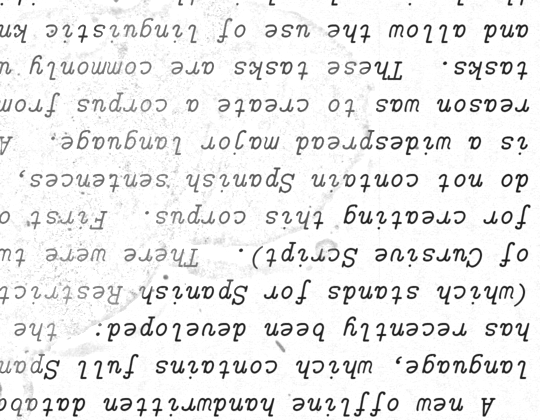 A new offline handwritten databa
language, which contains full Span
has recently been developed: the
(which stands for Spanish Restrict
of Cursive Script). There were tw
for creating this corpus. First o
do not contain Spanish sentences,
is a widespread major language. A
reason was to create a corpus from
tasks. These tasks are commonly u
and allow the use of linguistic kn